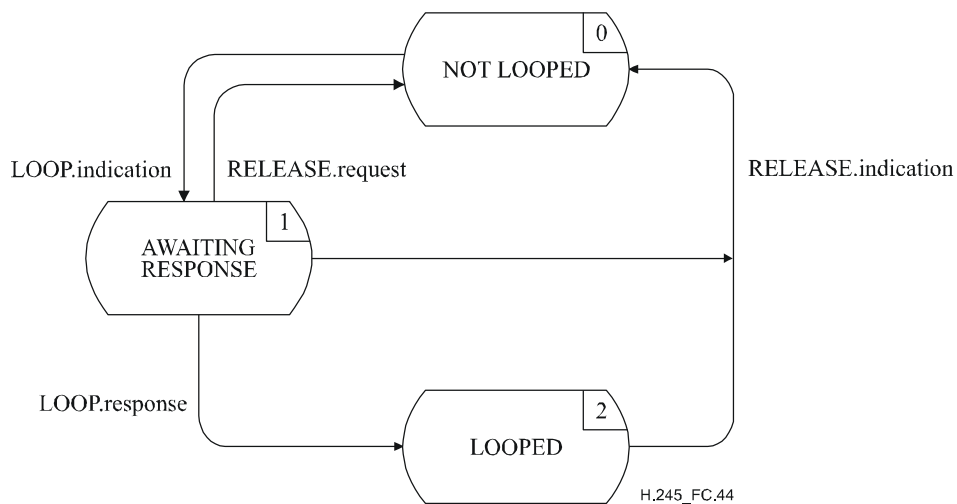 0
NOT LOOPED
LOOP.indication
RELEASE.request
RELEASE.indication
1
AWAITING
RESPONSE
LOOP.response
2
LOOPED
H.245_FC.44